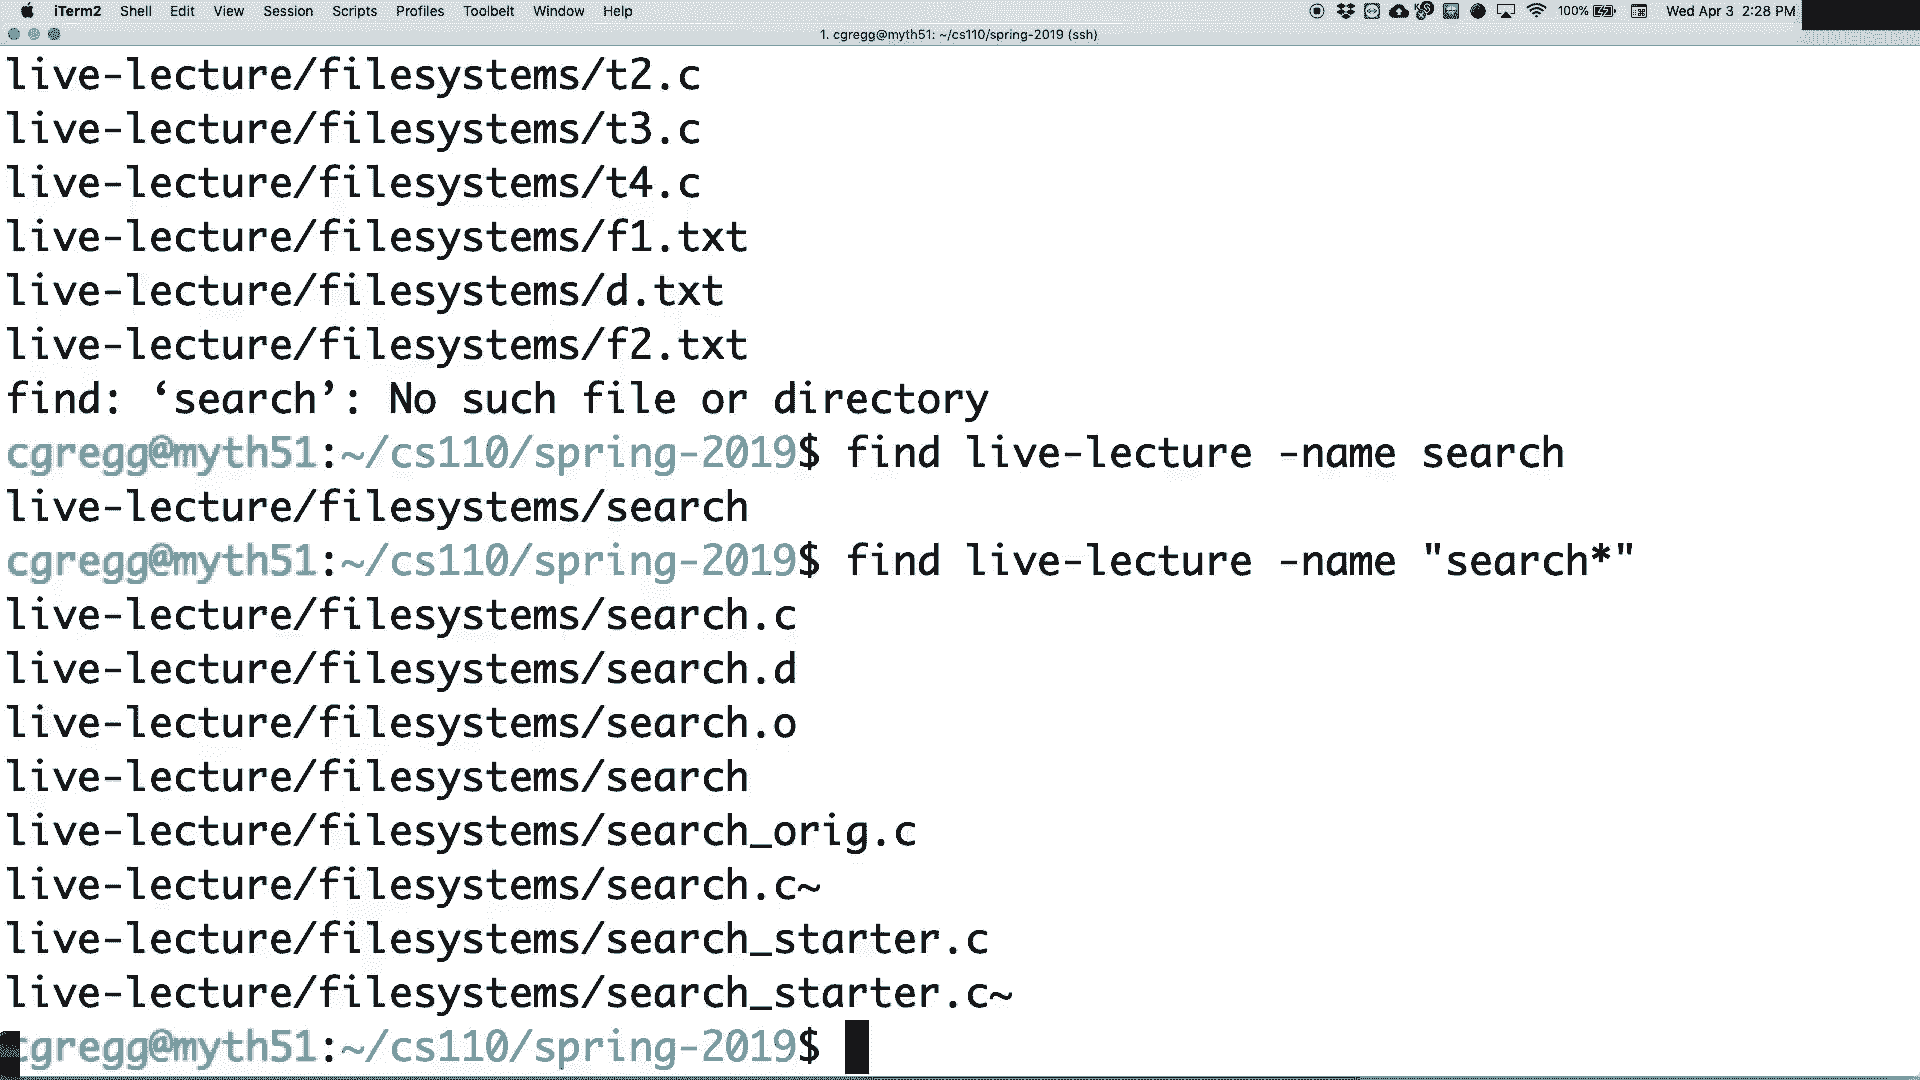 iTerm2 Shell Edit View Session Scripts Profiles Toolbelt Window Help 100% Wed Apr 3 2:28 PM
1. cgregg@myth51: ~/cs110/spring-2019 (ssh)
live-lecture/filesystems/t2.c
live-lecture/filesystems/t3.c
live-lecture/filesystems/t4.c
live-lecture/filesystems/f1.txt
live-lecture/filesystems/d.txt
live-lecture/filesystems/f2.txt
find: ‘search’: No such file or directory
cgregg@myth51:~/cs110/spring-2019$ find live-lecture -name search
live-lecture/filesystems/search
cgregg@myth51:~/cs110/spring-2019$ find live-lecture -name "search*"
live-lecture/filesystems/search.c
live-lecture/filesystems/search.d
live-lecture/filesystems/search.o
live-lecture/filesystems/search
live-lecture/filesystems/search_orig.c
live-lecture/filesystems/search.c~
live-lecture/filesystems/search_starter.c
live-lecture/filesystems/search_starter.c~
cgregg@myth51:~/cs110/spring-2019$